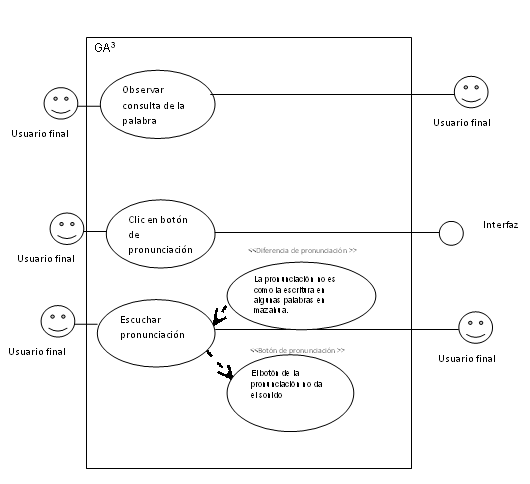 GA³
Observar
consulta de la
palabra
Usuario final
Usuario final
Clic en botón
de
pronunciación
Interfaz
Usuario final
<<Diferencia de pronunciación >>
La pronunciación no es
como la escritura en
algunas palabras en
mazahua.
Escuchar
pronunciación
Usuario final
Usuario final
<<Botón de pronunciación >>
El botón de la
pronunciación no da
el sonido